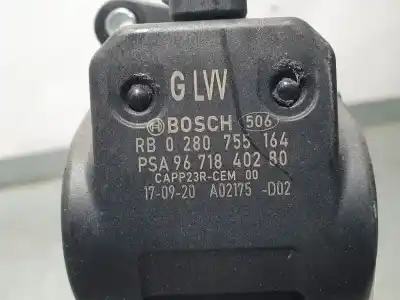 G LVV
BOSCH 506
RB 0 280 755 164
PSA 96 718 402 80
CAPP23R-CEM 00
17-09-20 A02175 -D02